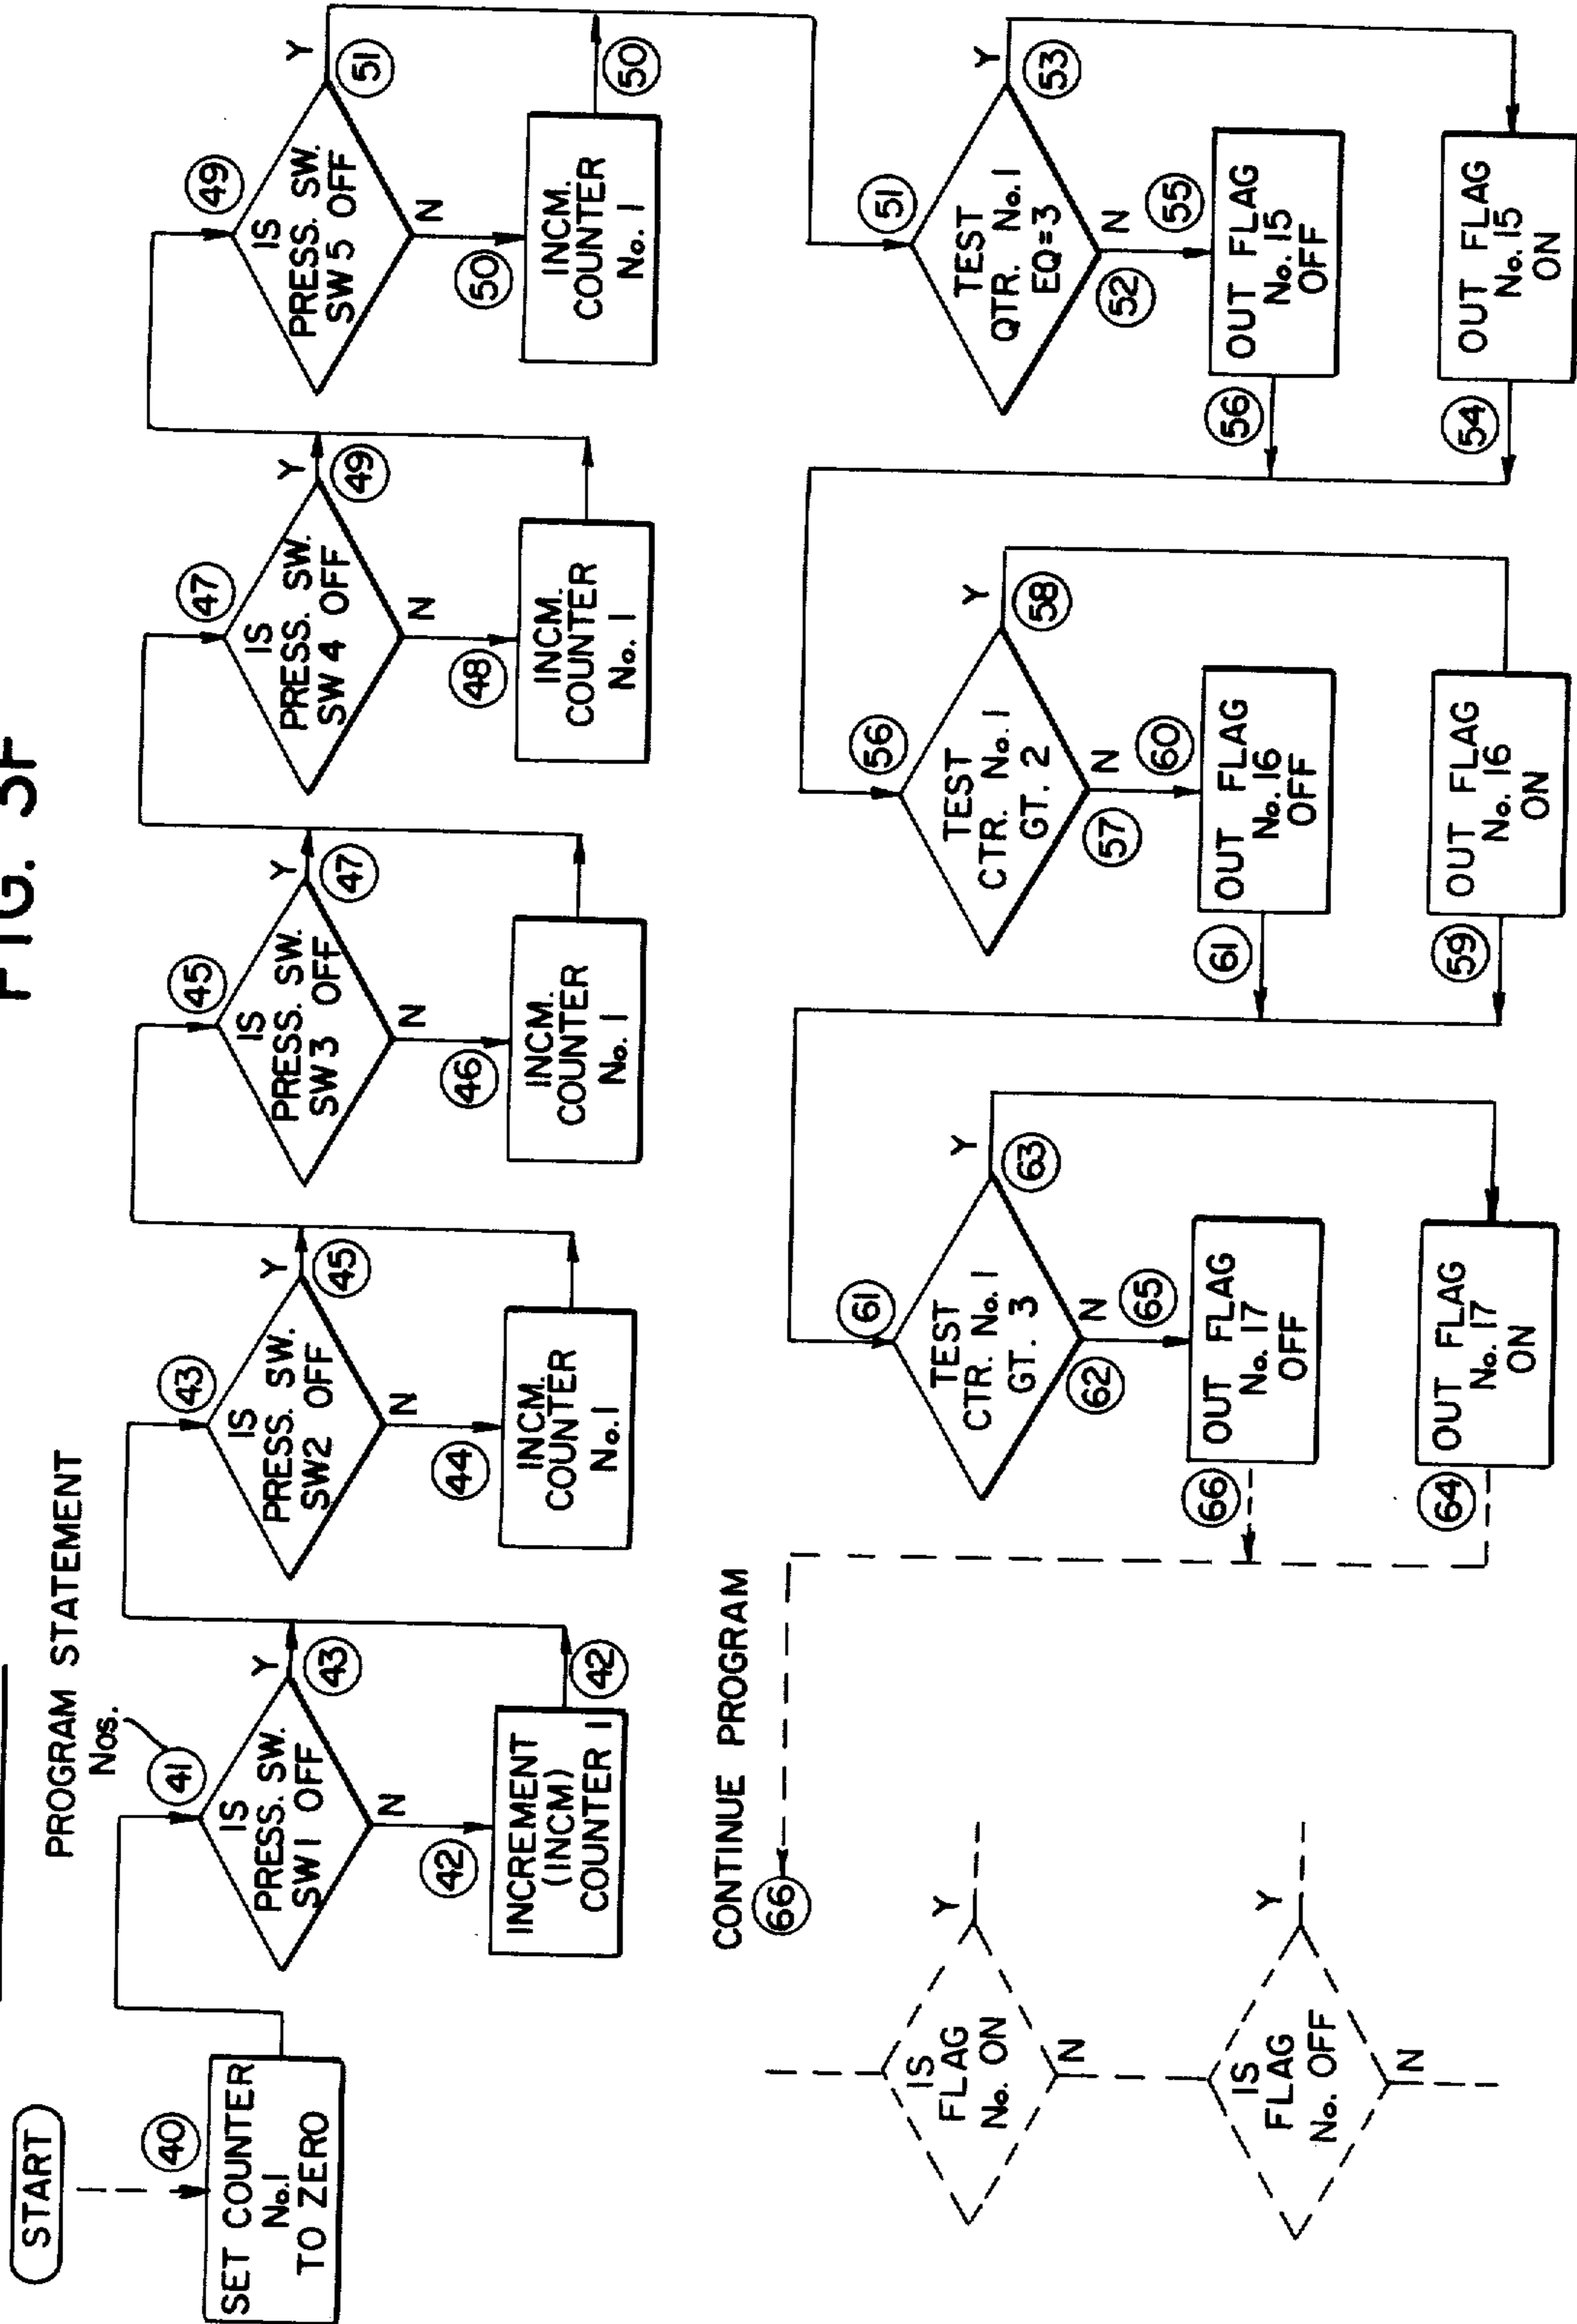 FIG. 3F
START
40
SET COUNTER
No.1
TO ZERO
PROGRAM STATEMENT
Nos.
41
IS
PRESS. SW.
SW 1 OFF
Y
43
N
42
INCREMENT
(INCM)
COUNTER 1
42
43
IS
PRESS. SW.
SW2 OFF
Y
45
N
44
INCM.
COUNTER
No.1
45
IS
PRESS. SW.
SW3 OFF
Y
47
N
46
INCM.
COUNTER
No. 1
47
IS
PRESS. SW.
SW 4 OFF
Y
49
N
48
INCM.
COUNTER
No. 1
49
IS
PRESS. SW.
SW 5 OFF
Y
51
N
50
INCM.
COUNTER
No. 1
50
51
TEST
QTR. No.1
EQ=3
Y
53
N
52
55
OUT FLAG
No. 15
OFF
56
OUT FLAG
No. 15
ON
54
56
TEST
CTR. No.1
GT. 2
Y
58
N
57
60
OUT FLAG
No.16
OFF
61
OUT FLAG
No. 16
ON
59
61
TEST
CTR. No.1
GT. 3
Y
63
N
62
65
OUT FLAG
No. 17
OFF
66
OUT FLAG
No. 17
ON
64
CONTINUE PROGRAM
66
IS
FLAG
No. ON
Y
N
IS
FLAG
No. OFF
Y
N